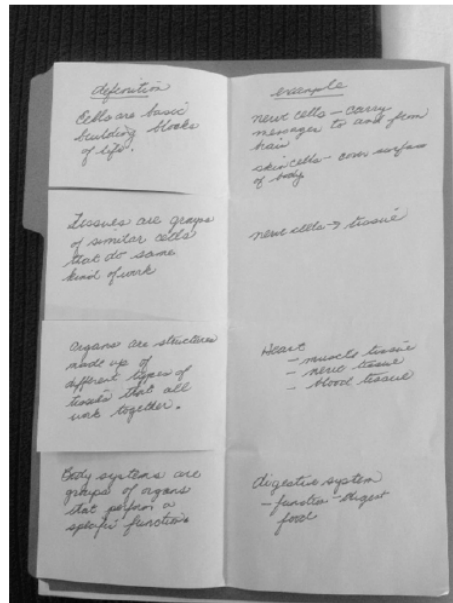 definition
Cells are basic
building blocks
of life.
example
nerve cells – carry
messages to and from
brain
skin cells – cover surface
of body
Tissues are groups
of similar cells
that do same
kind of work
nerve cells → tissue
Organs are structures
made up of
different types of
tissues that all
work together.
Heart
– muscle tissue
– nerve tissue
– blood tissue
Body systems are
groups of organs
that perform a
specific function.
digestive system
– function – digest
food